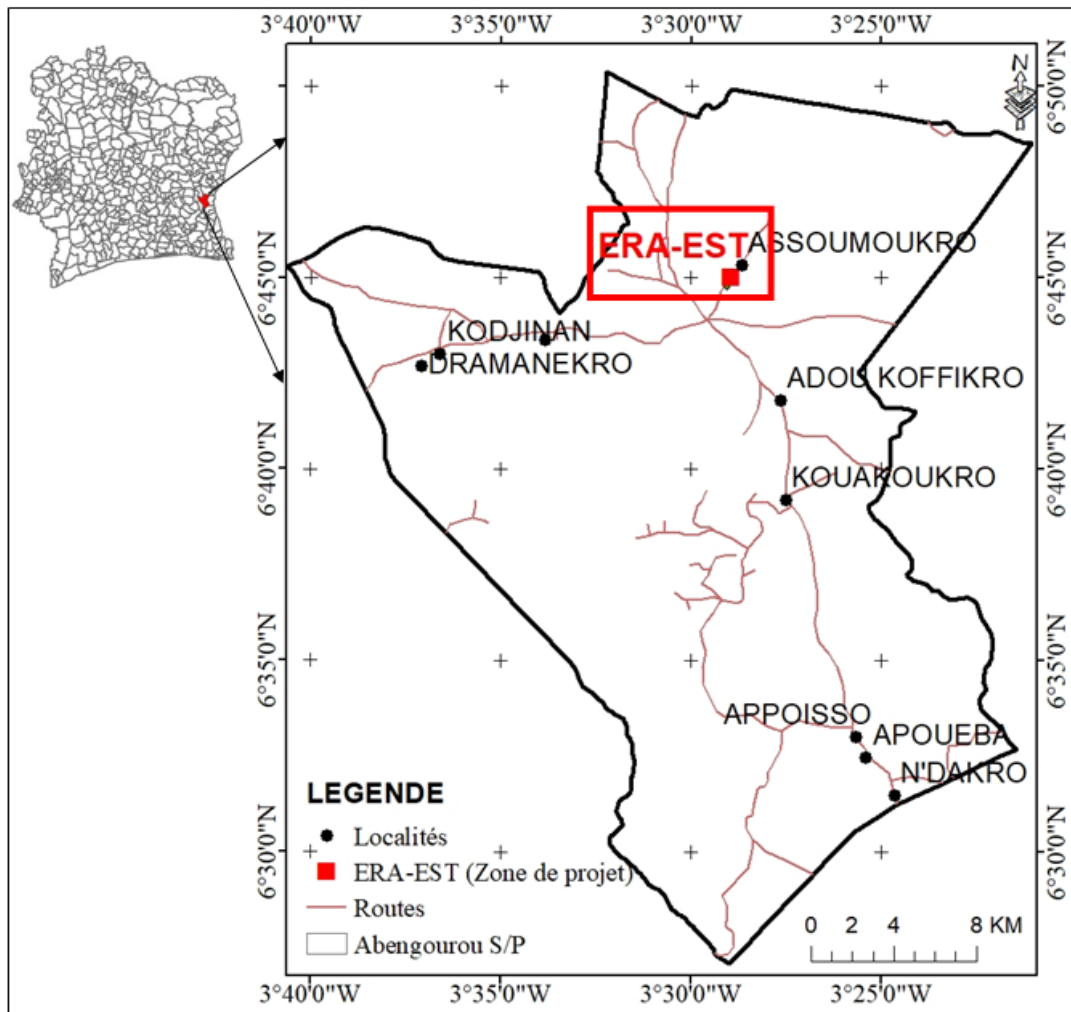 3°40'0"W 3°35'0"W 3°30'0"W 3°25'0"W
N
6°50'0"N 6°50'0"N
ERA-EST
ASSOUMOUKRO
6°45'0"N 6°45'0"N
KODJINAN
DRAMANEKRO
ADOU KOFFIKRO
6°40'0"N 6°40'0"N
KOUAKOUKRO
6°35'0"N 6°35'0"N
APPOISSO
APOUEBA
N'DAKRO
6°30'0"N 6°30'0"N
LEGENDE
Localités
ERA-EST (Zone de projet)
Routes
Abengourou S/P
0 2 4 8 KM
3°40'0"W 3°35'0"W 3°30'0"W 3°25'0"W